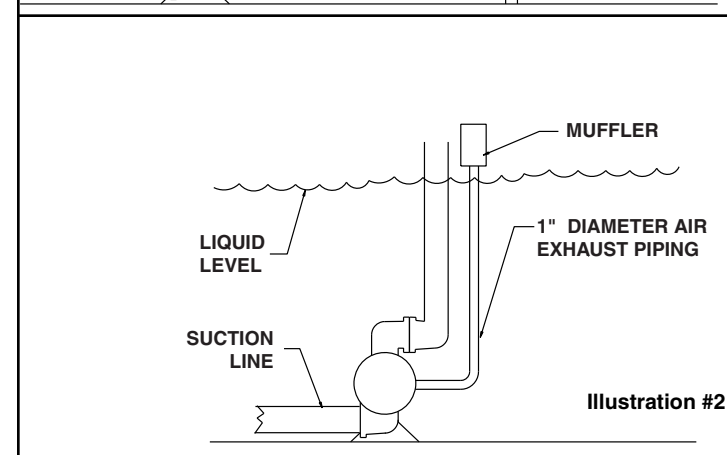 MUFFLER
1" DIAMETER AIR
EXHAUST PIPING
LIQUID
LEVEL
SUCTION
LINE
Illustration #2